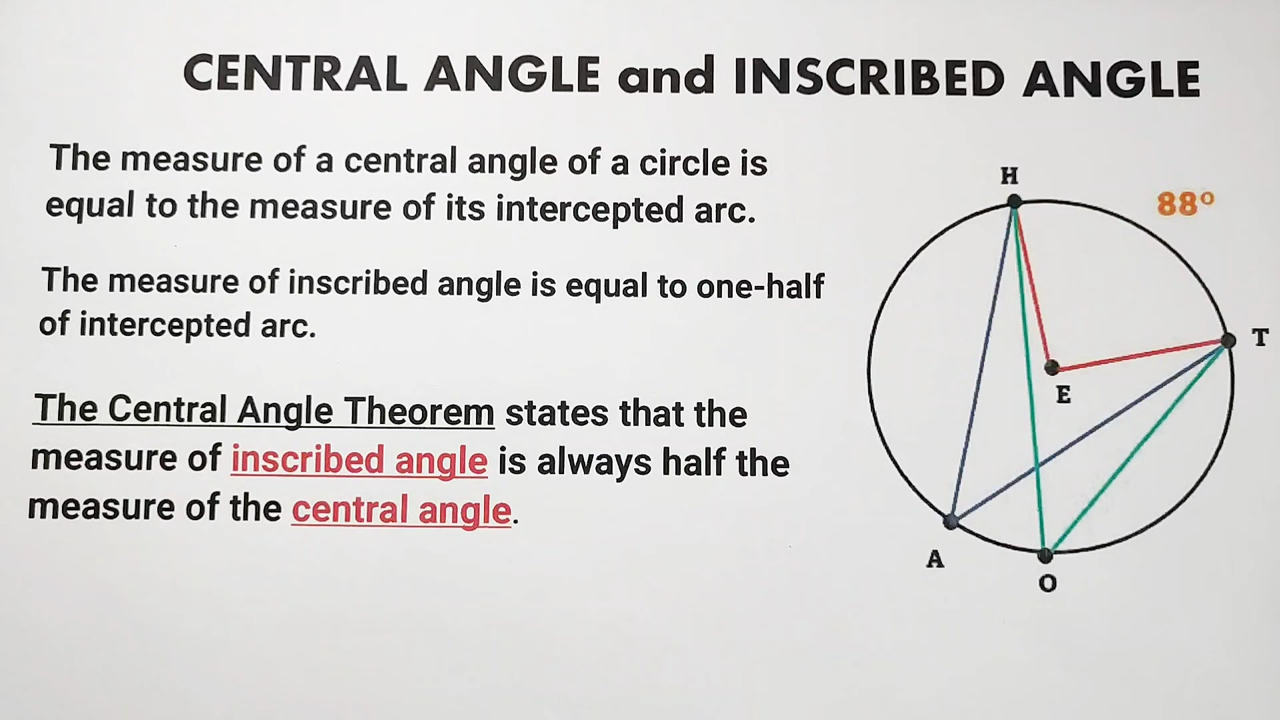 CENTRAL ANGLE and INSCRIBED ANGLE
The measure of a central angle of a circle is
equal to the measure of its intercepted arc.
The measure of inscribed angle is equal to one-half
of intercepted arc.
The Central Angle Theorem states that the
measure of inscribed angle is always half the
measure of the central angle.
H
88º
T
E
A
O